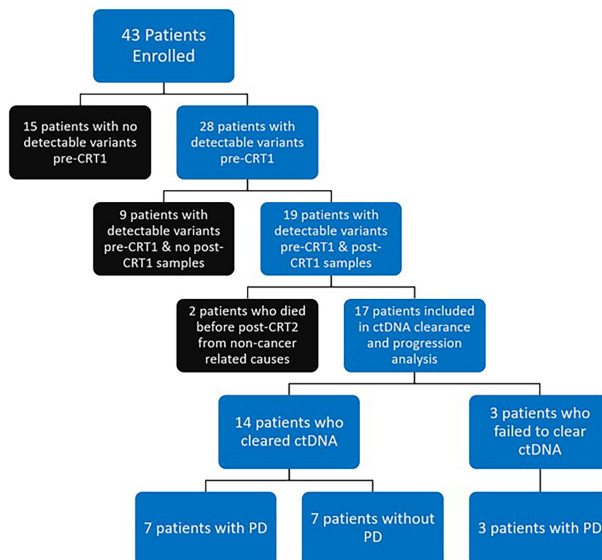 43 Patients
Enrolled
15 patients with no
detectable variants
pre-CRT1
28 patients with
detectable variants
pre-CRT1
9 patients with
detectable variants
pre-CRT1 & no post-
CRT1 samples
19 patients with
detectable variants
pre-CRT1 & post-
CRT1 samples
2 patients who died
before post-CRT2
from non-cancer
related causes
17 patients included
in ctDNA clearance
and progression
analysis
14 patients who
cleared ctDNA
3 patients who
failed to clear
ctDNA
7 patients with PD
7 patients without
PD
3 patients with PD